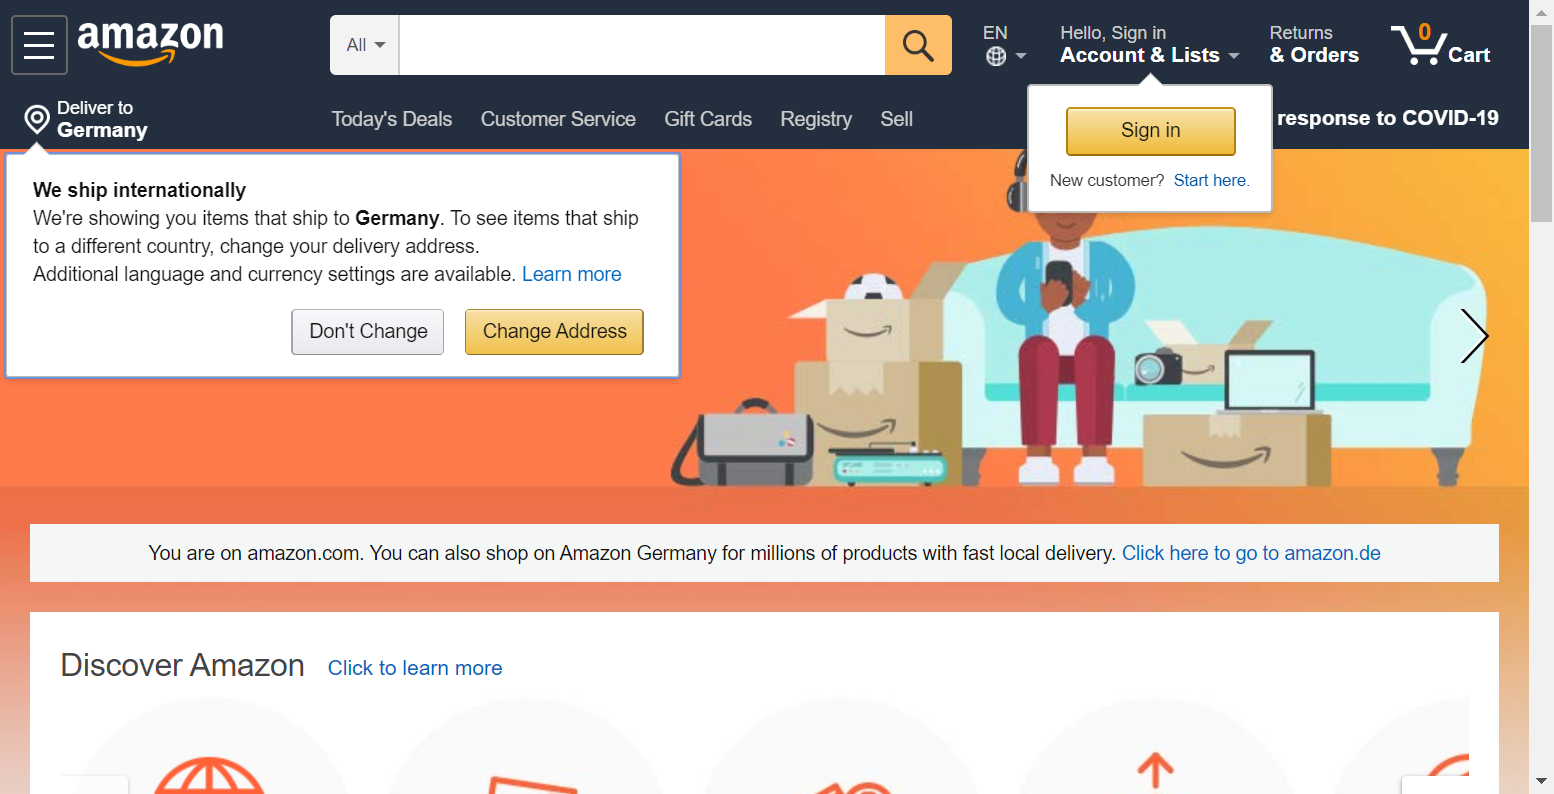 amazon
All
EN
Hello, Sign in
Account & Lists
Returns
& Orders
0
Cart
Deliver to
Germany
Today's Deals
Customer Service
Gift Cards
Registry
Sell
response to COVID-19
Sign in
New customer? Start here.
We ship internationally
We're showing you items that ship to Germany. To see items that ship
to a different country, change your delivery address.
Additional language and currency settings are available. Learn more
Don't Change
Change Address
You are on amazon.com. You can also shop on Amazon Germany for millions of products with fast local delivery. Click here to go to amazon.de
Discover Amazon
Click to learn more